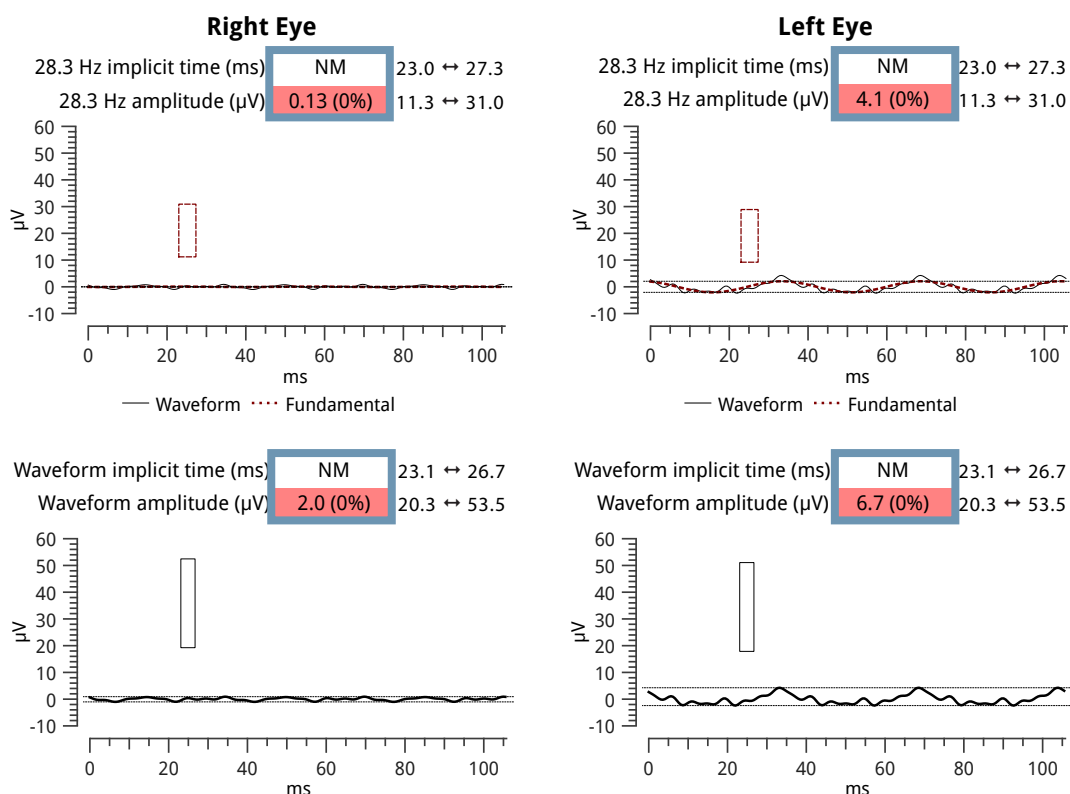 Right Eye
28.3 Hz implicit time (ms) NM 23.0 ↔ 27.3
28.3 Hz amplitude (µV) 0.13 (0%) 11.3 ↔ 31.0
60
50
40
30
20
10
0
-10
µV
0 20 40 60 80 100
ms
Waveform Fundamental
Left Eye
28.3 Hz implicit time (ms) NM 23.0 ↔ 27.3
28.3 Hz amplitude (µV) 4.1 (0%) 11.3 ↔ 31.0
60
50
40
30
20
10
0
-10
µV
0 20 40 60 80 100
ms
Waveform Fundamental
Waveform implicit time (ms) NM 23.1 ↔ 26.7
Waveform amplitude (µV) 2.0 (0%) 20.3 ↔ 53.5
60
50
40
30
20
10
0
-10
µV
0 20 40 60 80 100
ms
Waveform implicit time (ms) NM 23.1 ↔ 26.7
Waveform amplitude (µV) 6.7 (0%) 20.3 ↔ 53.5
60
50
40
30
20
10
0
-10
µV
0 20 40 60 80 100
ms